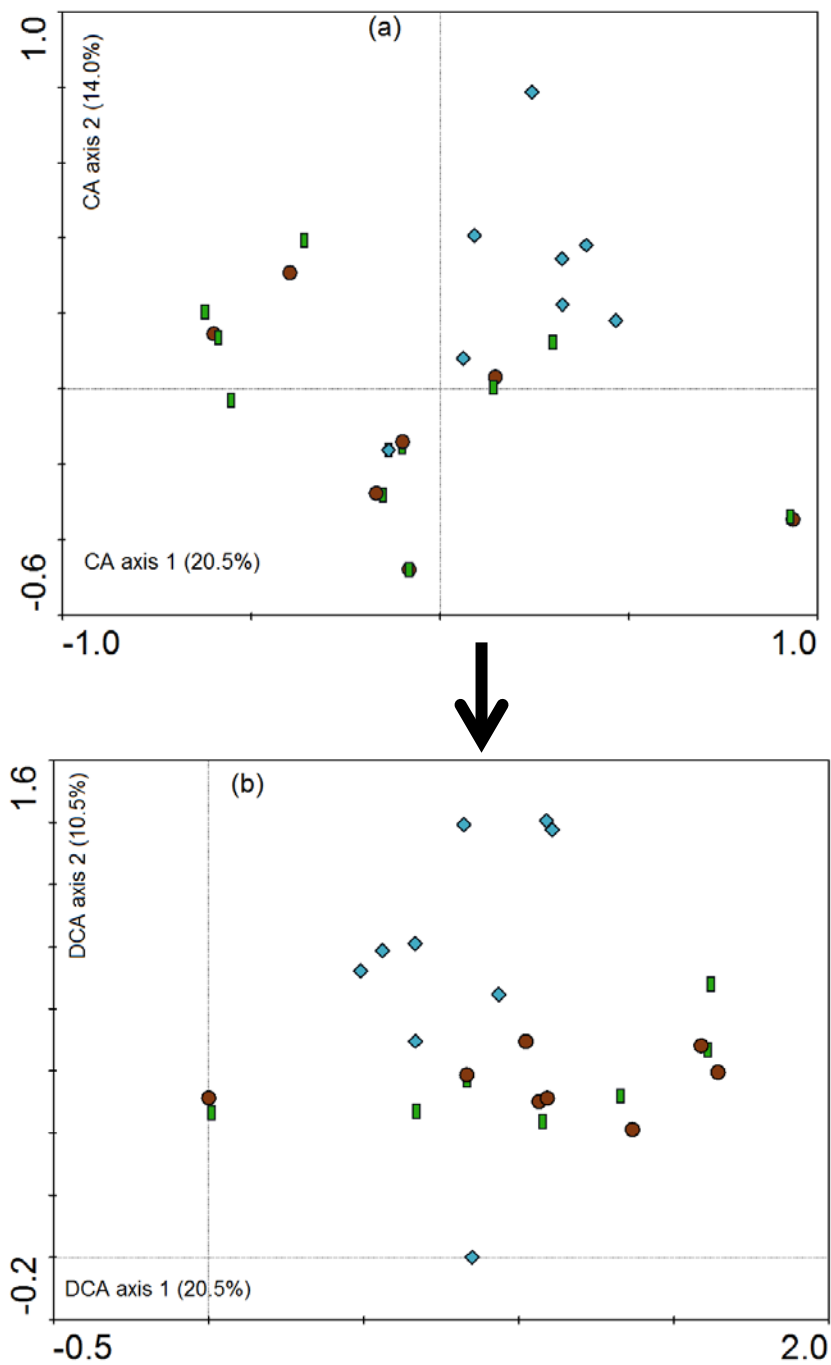 (a)
1.0
CA axis 2 (14.0%)
-0.6
CA axis 1 (20.5%)
-1.0
1.0
(b)
1.6
DCA axis 2 (10.5%)
-0.2
DCA axis 1 (20.5%)
-0.5
2.0